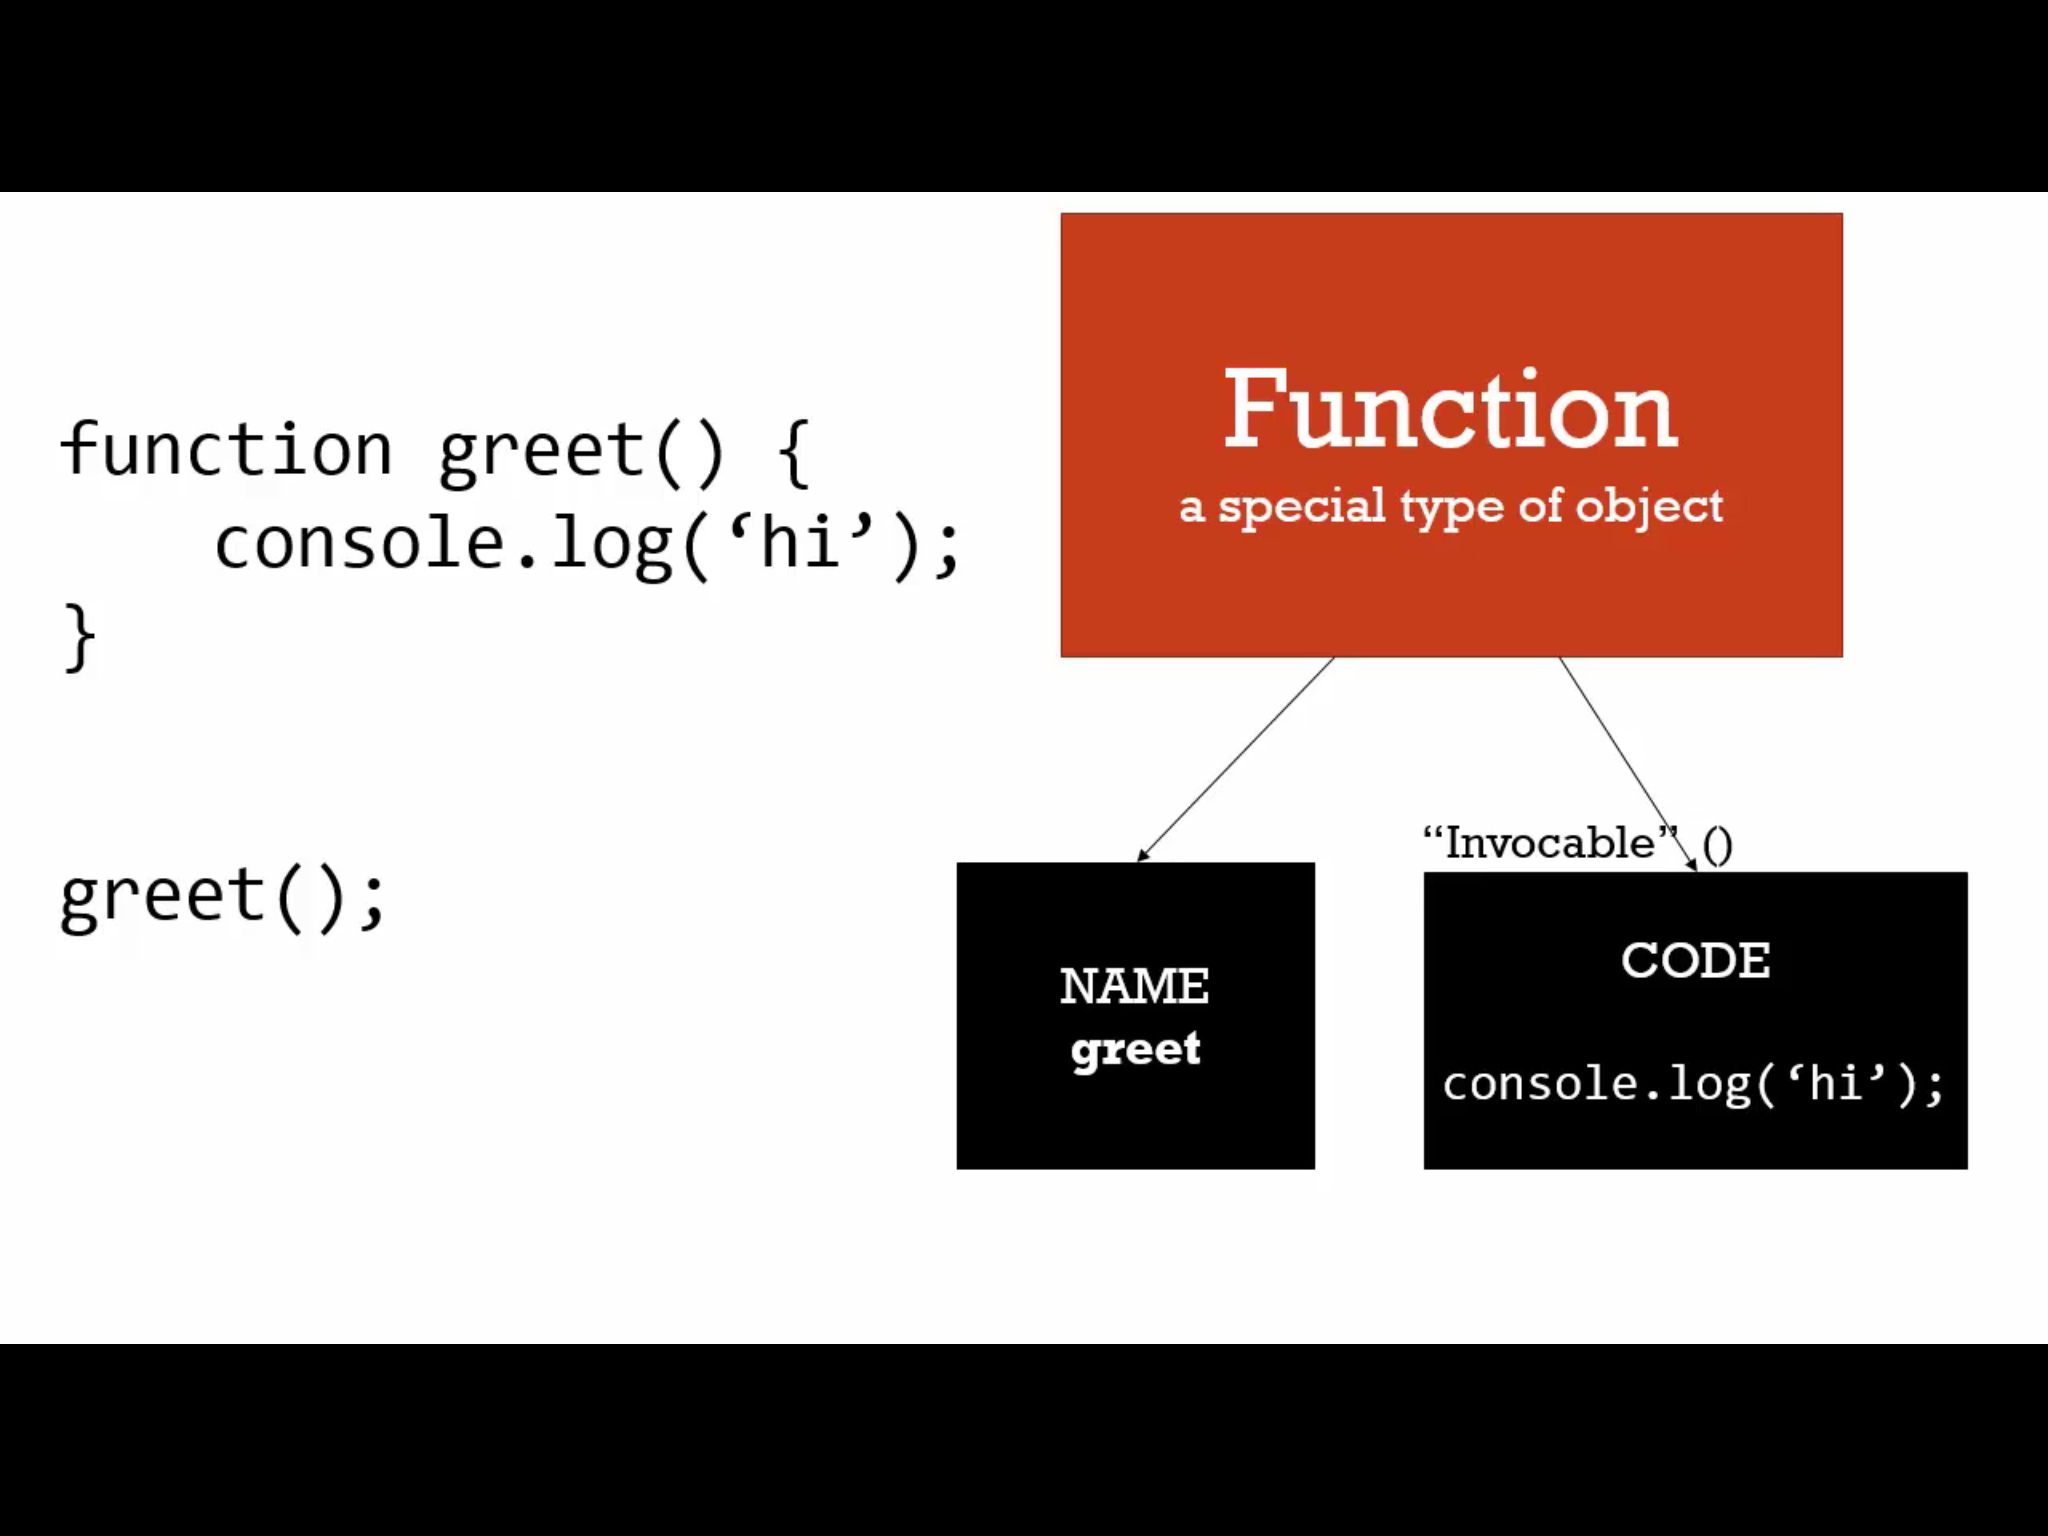 function greet() {
console.log(‘hi’);
}
greet();
Function
a special type of object
“Invocable” ()
NAME
greet
CODE
console.log(‘hi’);